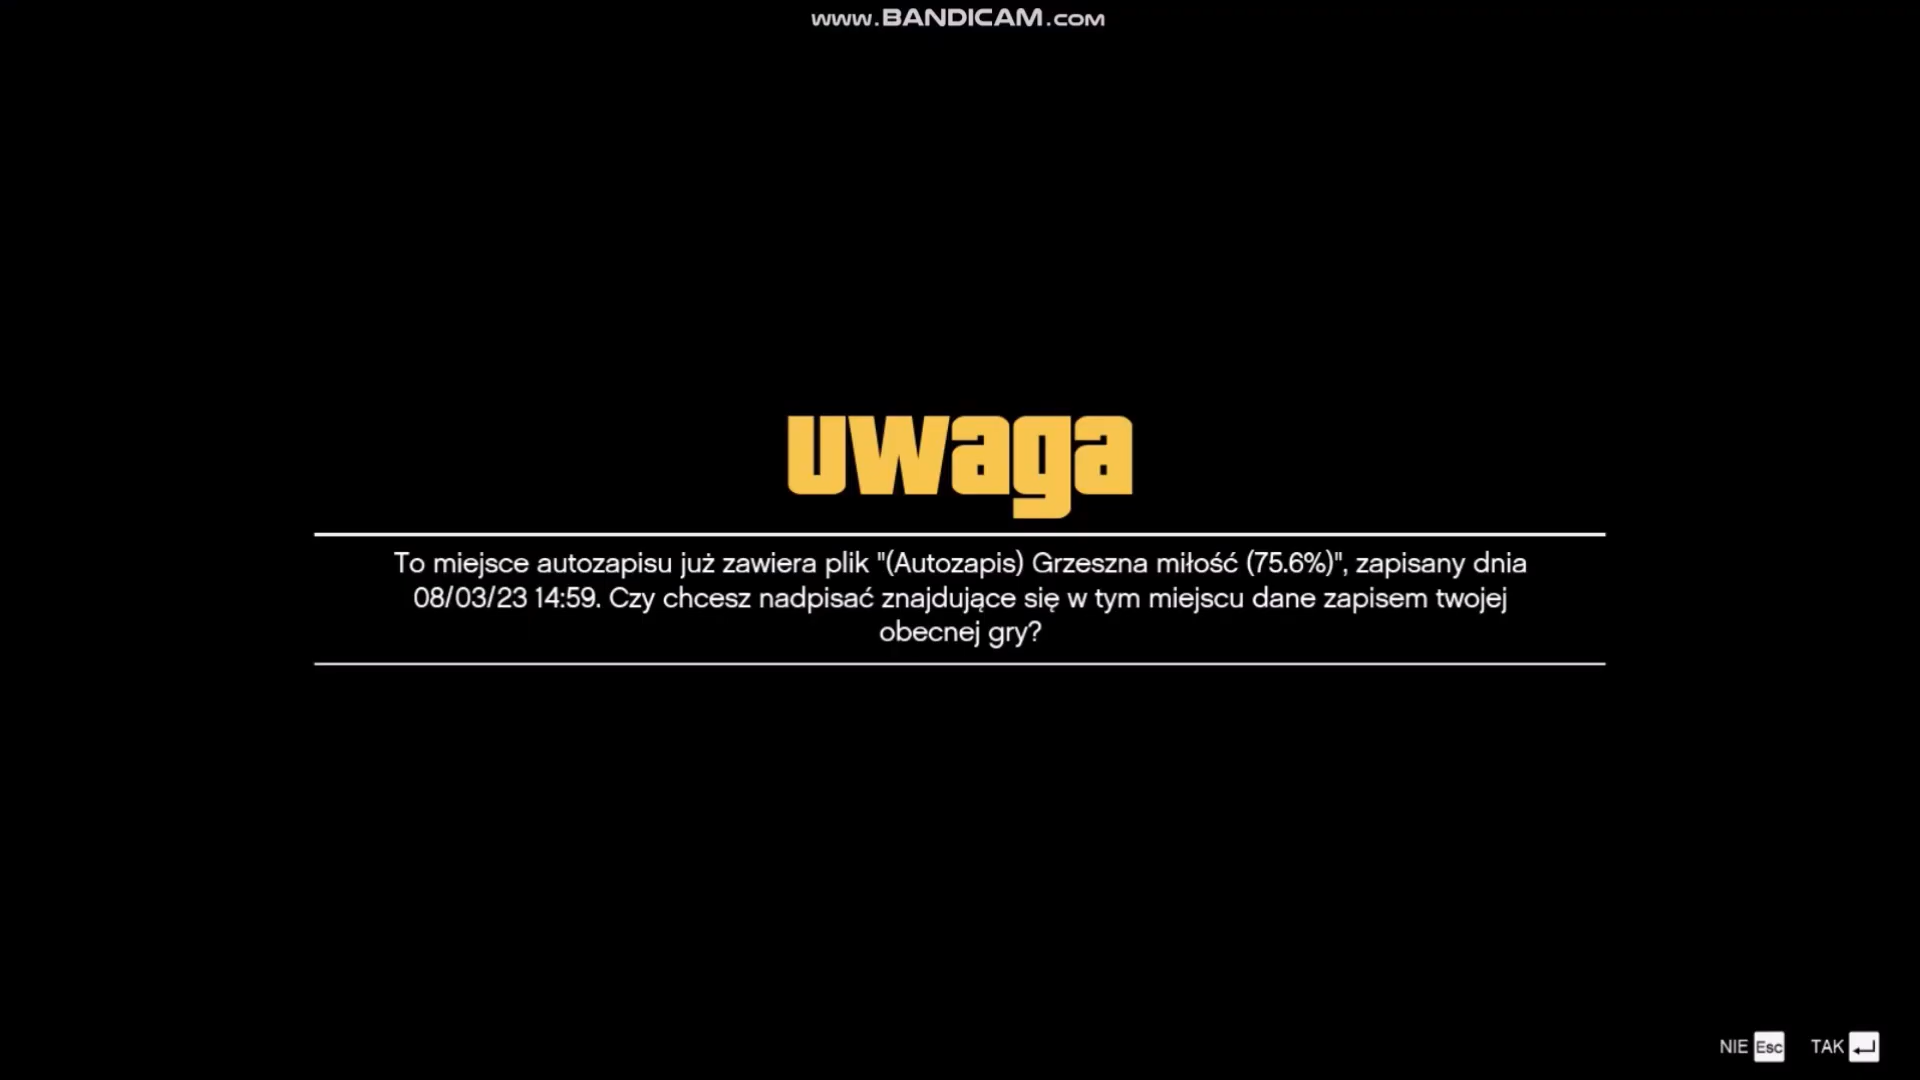 www.BANDICAM.com
uwaga
To miejsce autozapisu już zawiera plik "(Autozapis) Grzeszna miłość (75.6%)", zapisany dnia
08/03/23 14:59. Czy chcesz nadpisać znajdujące się w tym miejscu dane zapisem twojej
obecnej gry?
NIE Esc TAK